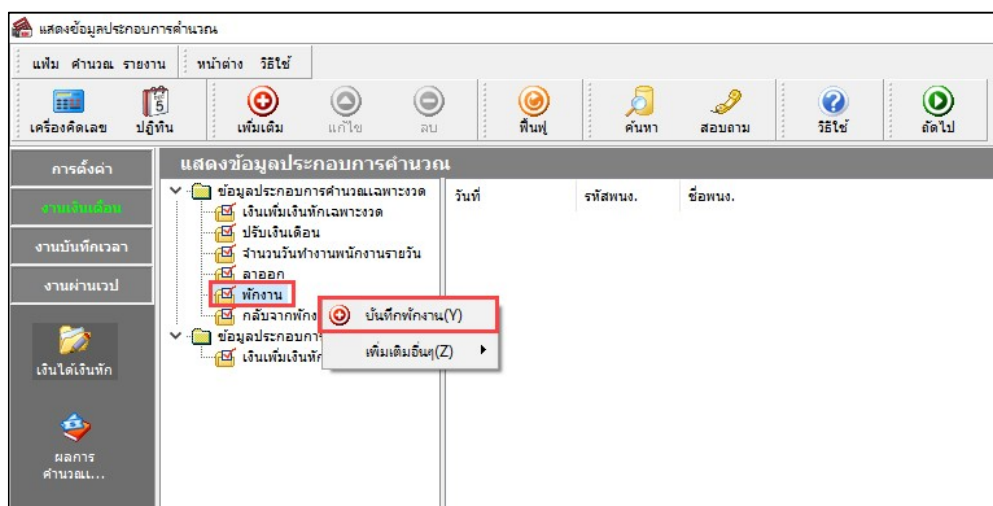 แสดงข้อมูลประกอบการคำนวณ
แฟ้ม คำนวณ รายงาน หน้าต่าง วิธีใช้
เครื่องคิดเลข ปฏิทิน เพิ่มเติม แก้ไข ลบ ฟื้นฟู ค้นหา สอบถาม วิธีใช้ ถัดไป
การตั้งค่า
งานเงินเดือน
งานบันทึกเวลา
งานผ่านเวป
เงินได้เงินหัก
ผลการ
คำนวณเ...
แสดงข้อมูลประกอบการคำนวณ
ข้อมูลประกอบการคำนวณเฉพาะงวด
เงินเพิ่มเงินหักเฉพาะงวด
ปรับเงินเดือน
จำนวนวันทำงานพนักงานรายวัน
ลาออก
พักงาน
กลับจากพักง
ข้อมูลประกอบกา
เงินเพิ่มเงินหัก
บันทึกพักงาน(Y)
เพิ่มเติมอื่นๆ(Z)
วันที่ รหัสพนง. ชื่อพนง.